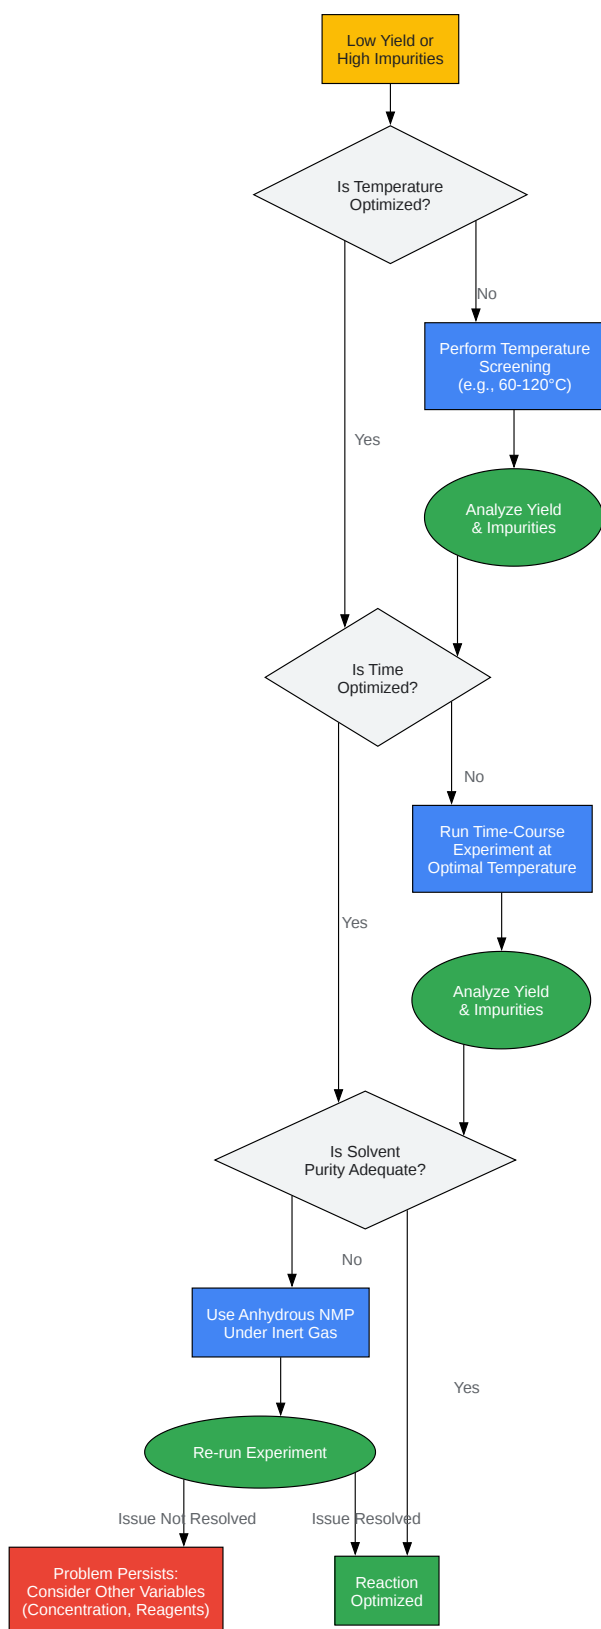 Low Yield or
High Impurities
Is Temperature
Optimized?
No
Perform Temperature
Screening
(e.g., 60-120°C)
Yes
Analyze Yield
& Impurities
Is Time
Optimized?
No
Run Time-Course
Experiment at
Optimal Temperature
Yes
Analyze Yield
& Impurities
Is Solvent
Purity Adequate?
No
Use Anhydrous NMP
Under Inert Gas
Yes
Re-run Experiment
Issue Not Resolved
Issue Resolved
Problem Persists:
Consider Other Variables
(Concentration, Reagents)
Reaction
Optimized